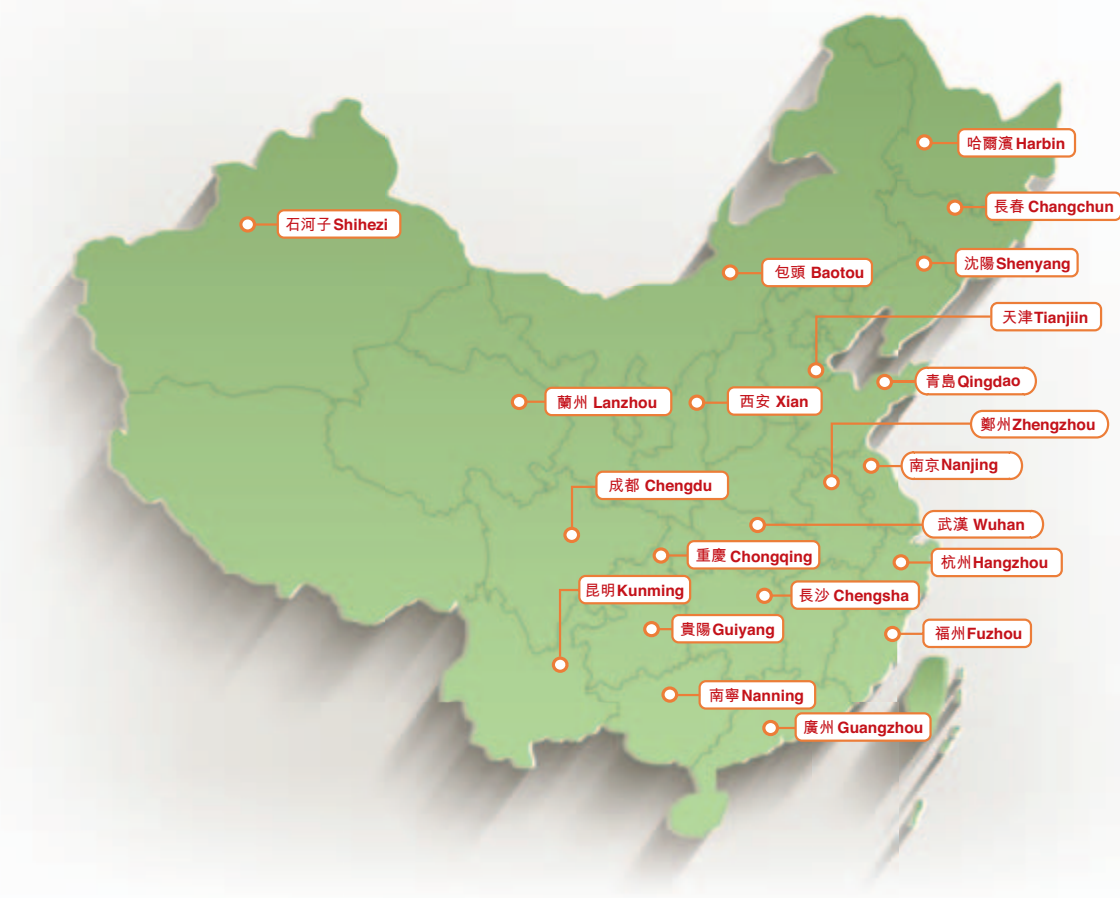 哈爾濱 Harbin
長春 Changchun
石河子 Shihezi
沈陽 Shenyang
包頭 Baotou
天津 Tianjiin
青島 Qingdao
蘭州 Lanzhou
西安 Xian
鄭州 Zhengzhou
南京 Nanjing
成都 Chengdu
武漢 Wuhan
重慶 Chongqing
杭州 Hangzhou
昆明 Kunming
長沙 Chengsha
貴陽 Guiyang
福州 Fuzhou
南寧 Nanning
廣州 Guangzhou